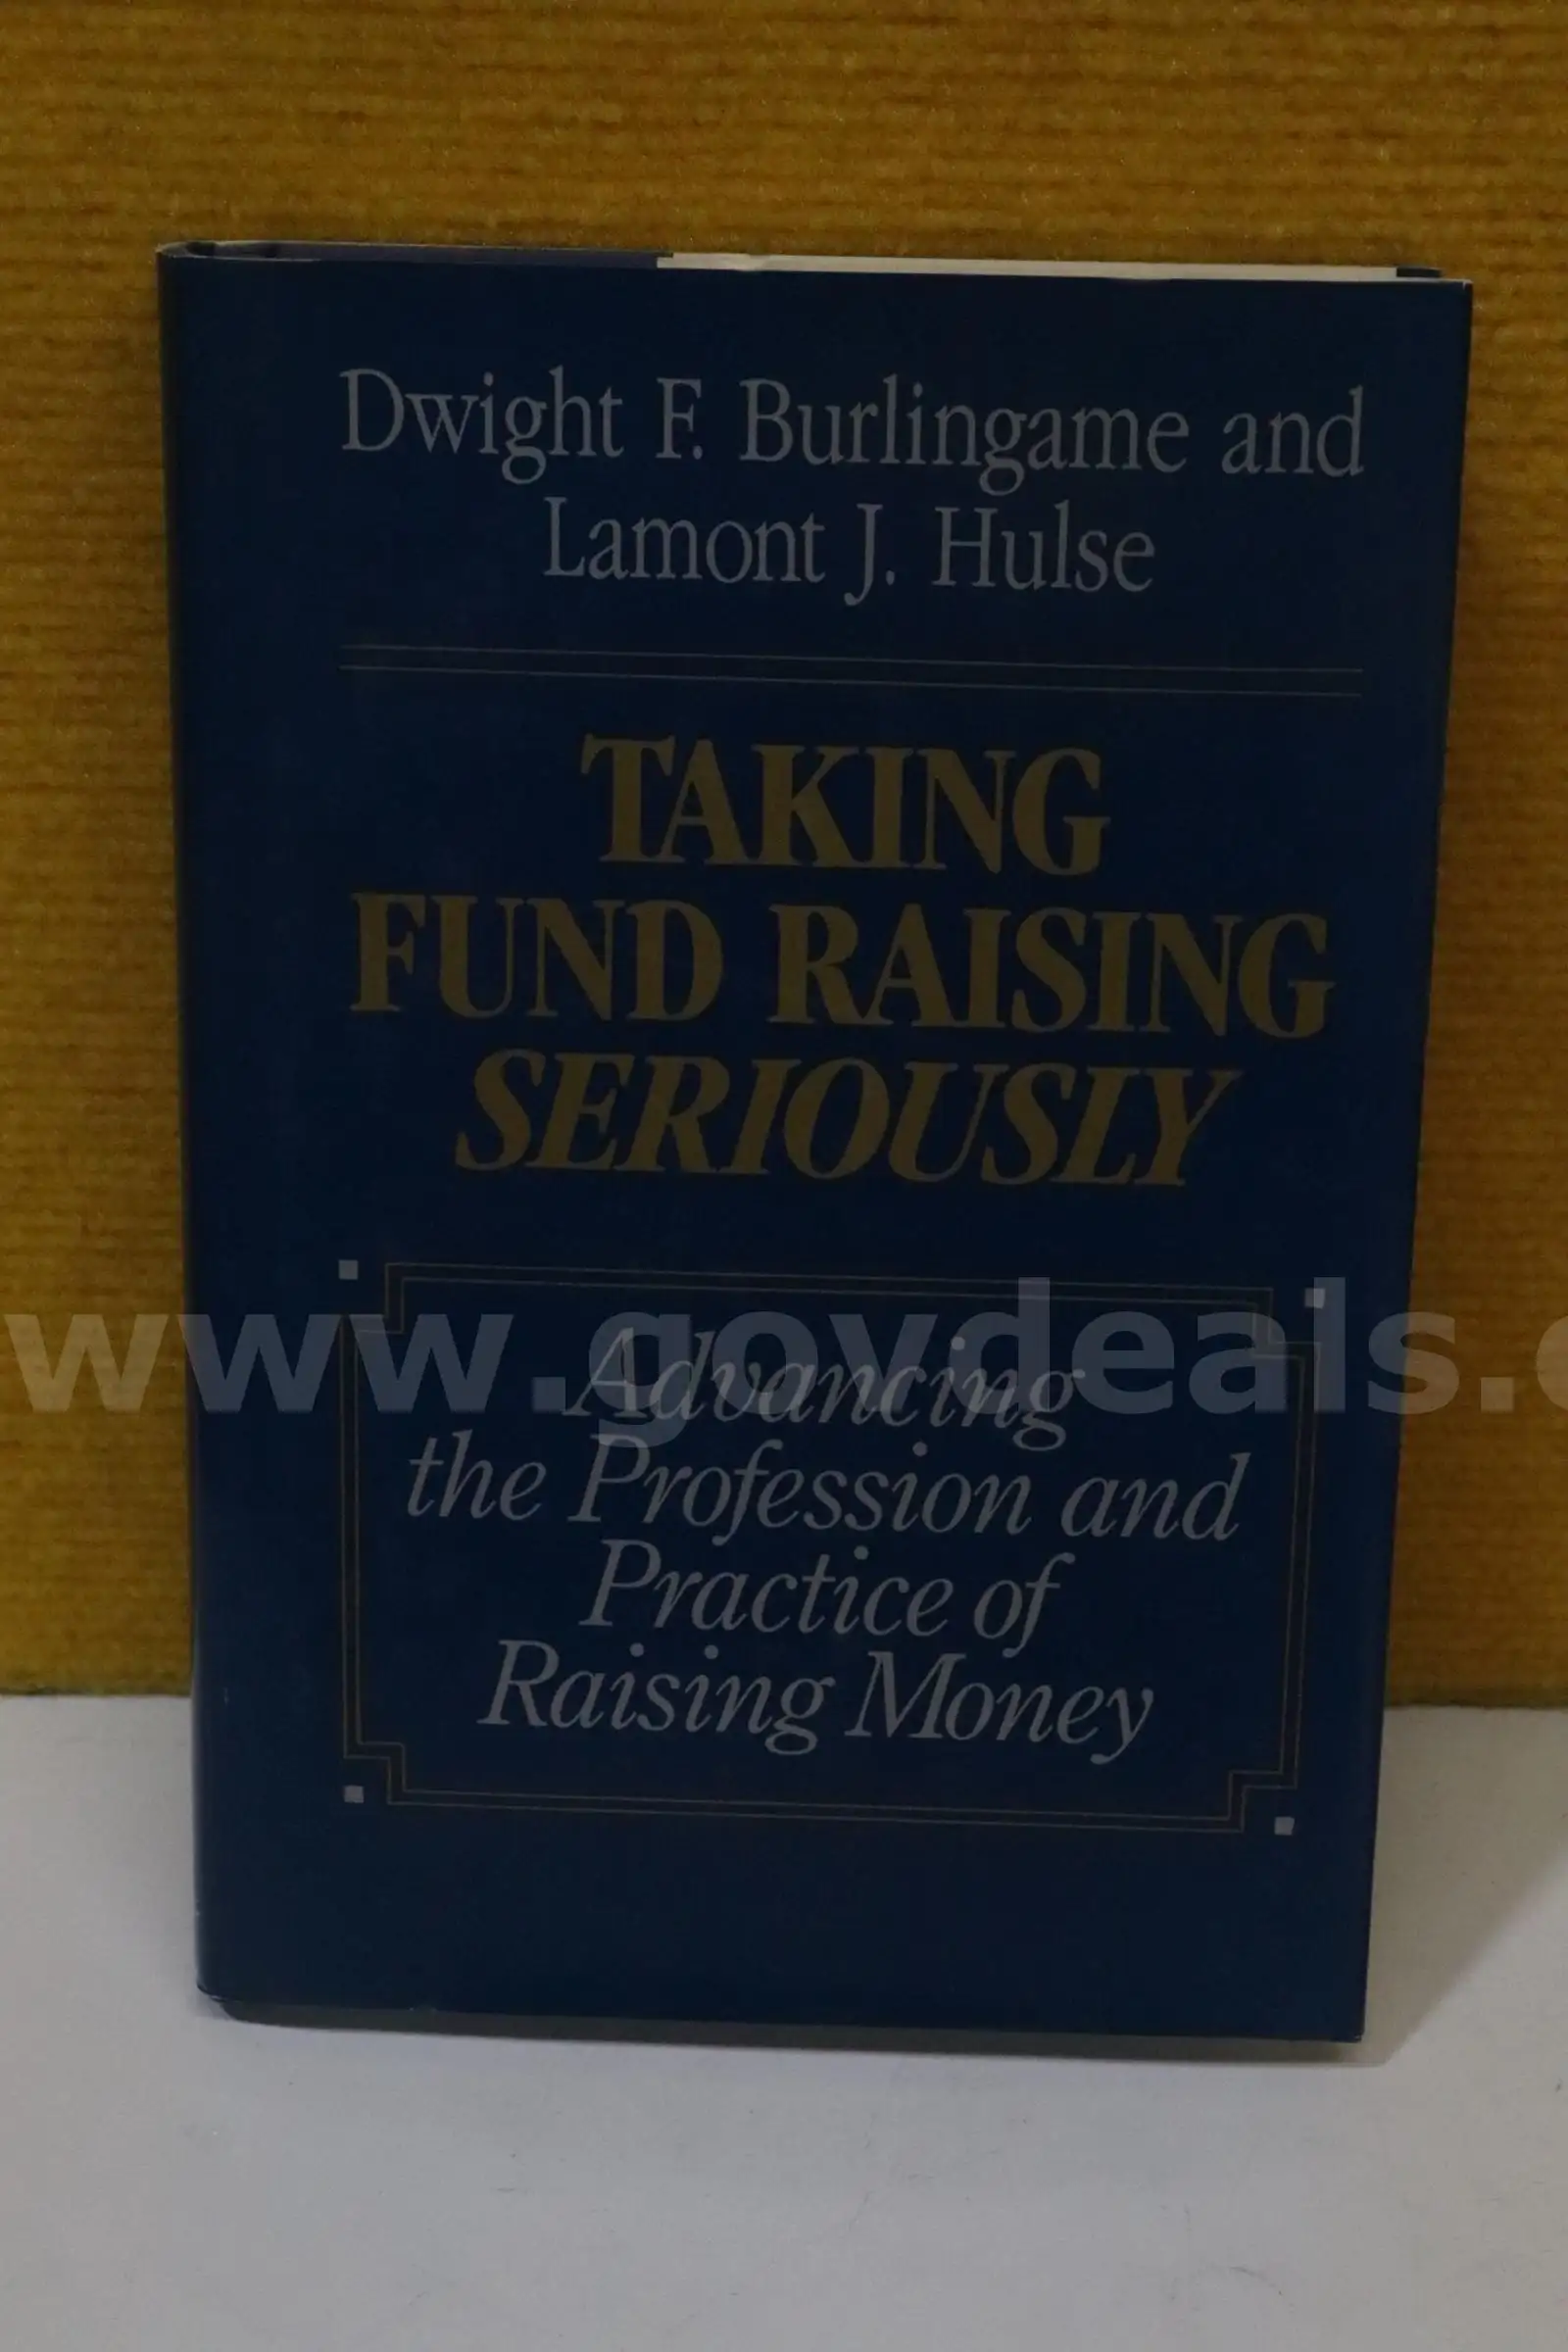 Dwight F. Burlingame and
Lamont J. Hulse
TAKING
FUND RAISING
SERIOUSLY
www.govdeals.c
Advancing
the Profession and
Practice of
Raising Money